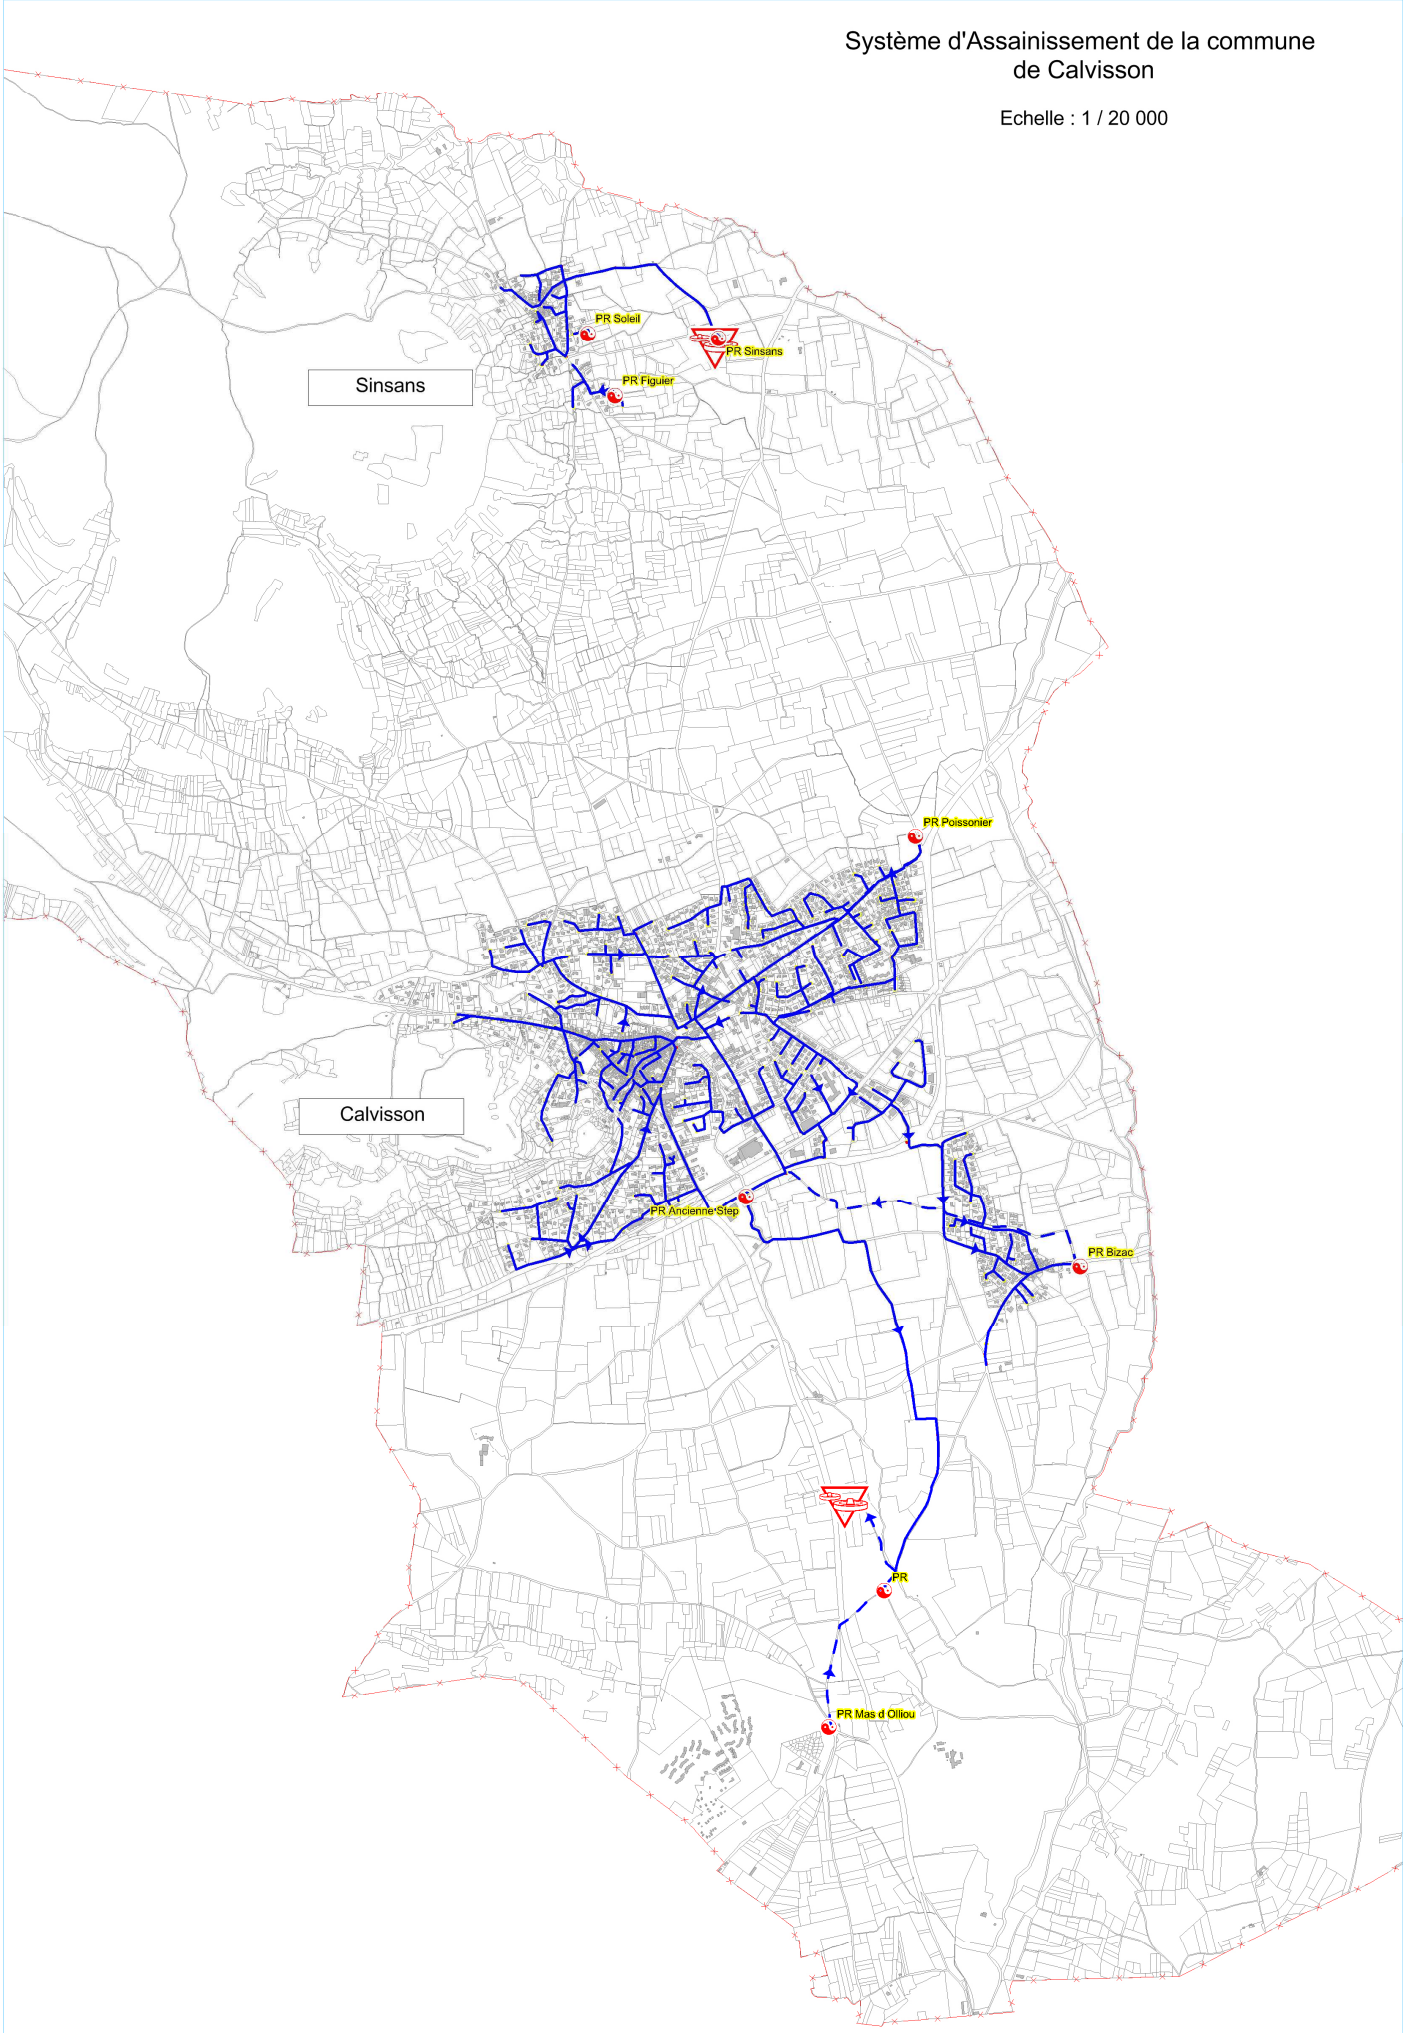 Système d'Assainissement de la commune
de Calvisson
Echelle : 1 / 20 000
PR Soleil
PR Sinsans
Sinsans
PR Figuier
PR Poissonier
Calvisson
PR Ancienne Step
PR Bizac
PR
PR Mas d Olliou